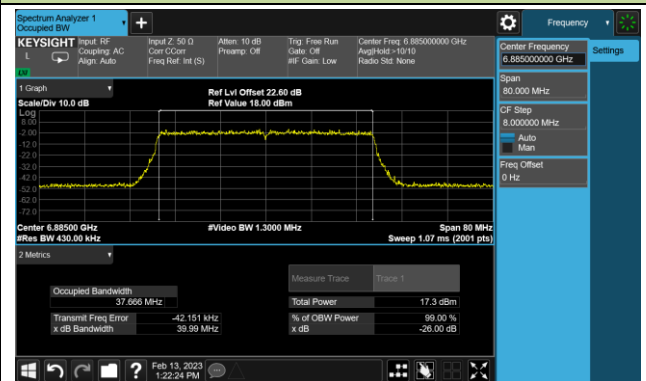 Spectrum Analyzer 1
Occupied BW
+
Frequency
KEYSIGHT
L
Input: RF
Coupling: AC
Align: Auto
Input Z: 50 Ω
Corr CCorr
Freq Ref: Int (S)
Atten: 10 dB
Preamp: Off
Trig: Free Run
Gate: Off
#IF Gain: Low
Center Freq: 6.885000000 GHz
Avg|Hold:>10/10
Radio Std: None
Center Frequency
6.885000000 GHz
Settings
Span
80.000 MHz
CF Step
8.000000 MHz
Auto
Man
Freq Offset
0 Hz
1 Graph
Scale/Div 10.0 dB
Ref Lvl Offset 22.60 dB
Ref Value 18.00 dBm
Log
8.00
-2.00
-12.0
-22.0
-32.0
-42.0
-52.0
-62.0
-72.0
Center 6.88500 GHz
#Res BW 430.00 kHz
#Video BW 1.3000 MHz
Span 80 MHz
Sweep 1.07 ms (2001 pts)
2 Metrics
Measure Trace
Trace 1
Occupied Bandwidth
37.666 MHz
Total Power
17.3 dBm
Transmit Freq Error
-42.151 kHz
% of OBW Power
99.00 %
x dB Bandwidth
39.99 MHz
x dB
-26.00 dB
?
Feb 13, 2023
1:22:24 PM